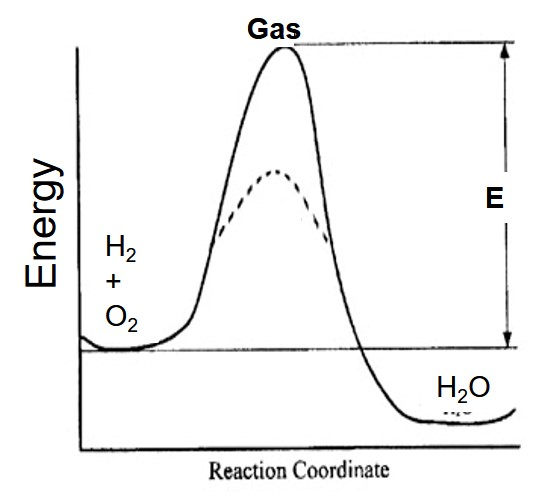 Gas
Energy
H₂
+
O₂
E
H₂O
Reaction Coordinate